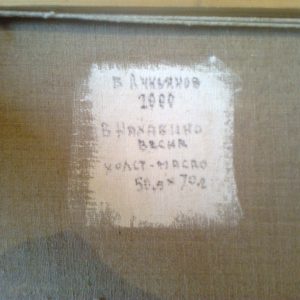 В Лукьянов
2000
В Нахабино
весна
холст-масло
50,5 х 70,2